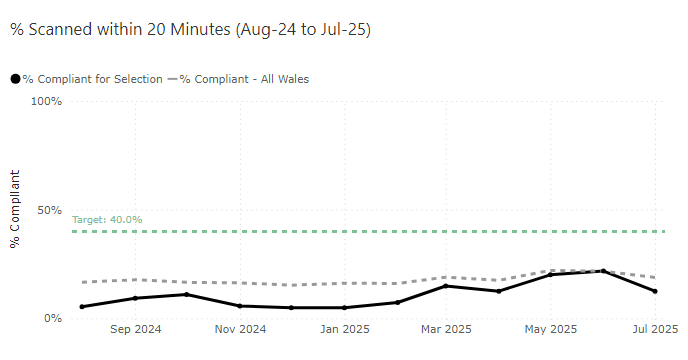 % Scanned within 20 Minutes (Aug-24 to Jul-25)
% Compliant for Selection % Compliant - All Wales
100%
% Compliant
50%
Target: 40.0%
0%
Sep 2024 Nov 2024 Jan 2025 Mar 2025 May 2025 Jul 2025